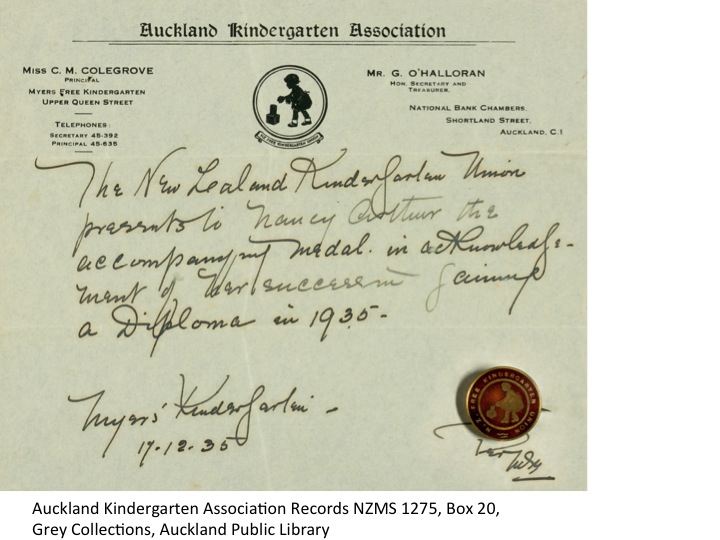 Auckland Kindergarten Association
MISS C. M. COLEGROVE
PRINCIPAL
MYERS FREE KINDERGARTEN
UPPER QUEEN STREET
TELEPHONES:
SECRETARY 45-392
PRINCIPAL 45-635
MR. G. O'HALLORAN
HON. SECRETARY AND
TREASURER.
NATIONAL BANK CHAMBERS,
SHORTLAND STREET,
AUCKLAND, C.1
The New Zealand Kindergarten Union
presents to Nancy the
accompanying medal. in acknowledge-
ment of her success in gaining
a Diploma in 1935-
Myers' Kindergarten -
17.12.35
N.Z. FREE KINDERGARTEN UNION
Auckland Kindergarten Association Records NZMS 1275, Box 20,
Grey Collections, Auckland Public Library